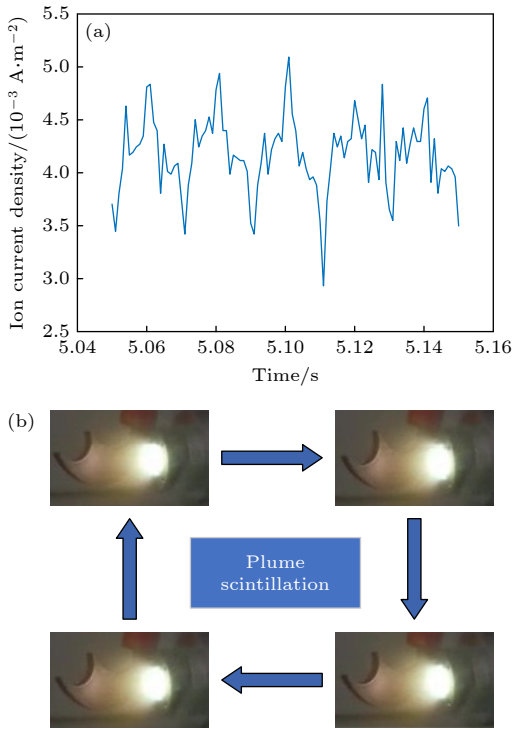 (a)
Ion current density/(10⁻³ A·m⁻²)
5.5
5.0
4.5
4.0
3.5
3.0
2.5
5.04 5.06 5.08 5.10 5.12 5.14 5.16
Time/s
(b)
Plume
scintillation